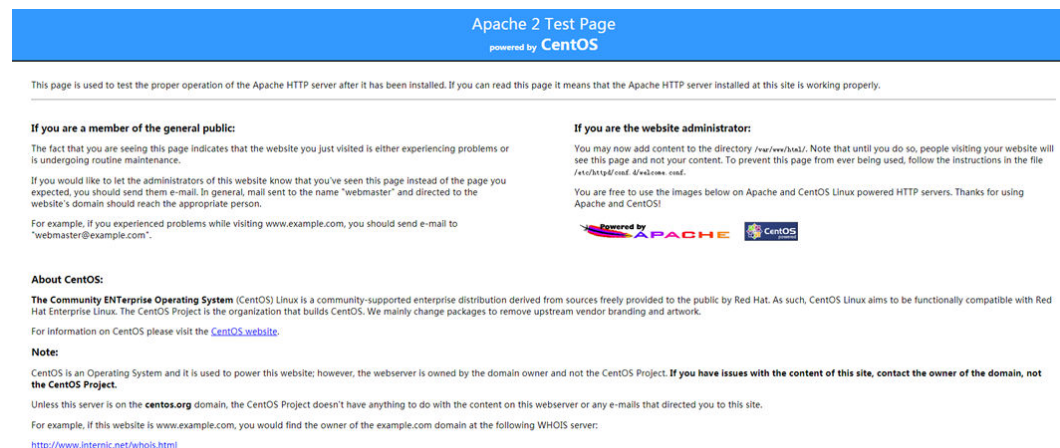 Apache 2 Test Page
powered by CentOS
This page is used to test the proper operation of the Apache HTTP server after it has been installed. If you can read this page it means that the Apache HTTP server installed at this site is working properly.
If you are a member of the general public:
The fact that you are seeing this page indicates that the website you just visited is either experiencing problems or
is undergoing routine maintenance.
If you would like to let the administrators of this website know that you've seen this page instead of the page you
expected, you should send them e-mail. In general, mail sent to the name "webmaster" and directed to the
website's domain should reach the appropriate person.
For example, if you experienced problems while visiting www.example.com, you should send e-mail to
"webmaster@example.com".
If you are the website administrator:
You may now add content to the directory /var/www/html/. Note that until you do so, people visiting your website will
see this page and not your content. To prevent this page from ever being used, follow the instructions in the file
/etc/httpd/conf.d/welcome.conf.
You are free to use the images below on Apache and CentOS Linux powered HTTP servers. Thanks for using
Apache and CentOS!
Powered by
APACHE
CentOS
powered
About CentOS:
The Community ENTerprise Operating System (CentOS) Linux is a community-supported enterprise distribution derived from sources freely provided to the public by Red Hat. As such, CentOS Linux aims to be functionally compatible with Red
Hat Enterprise Linux. The CentOS Project is the organization that builds CentOS. We mainly change packages to remove upstream vendor branding and artwork.
For information on CentOS please visit the CentOS website.
Note:
CentOS is an Operating System and it is used to power this website; however, the webserver is owned by the domain owner and not the CentOS Project. If you have issues with the content of this site, contact the owner of the domain, not
the CentOS Project.
Unless this server is on the centos.org domain, the CentOS Project doesn't have anything to do with the content on this webserver or any e-mails that directed you to this site.
For example, if this website is www.example.com, you would find the owner of the example.com domain at the following WHOIS server:
http://www.internic.net/whois.html